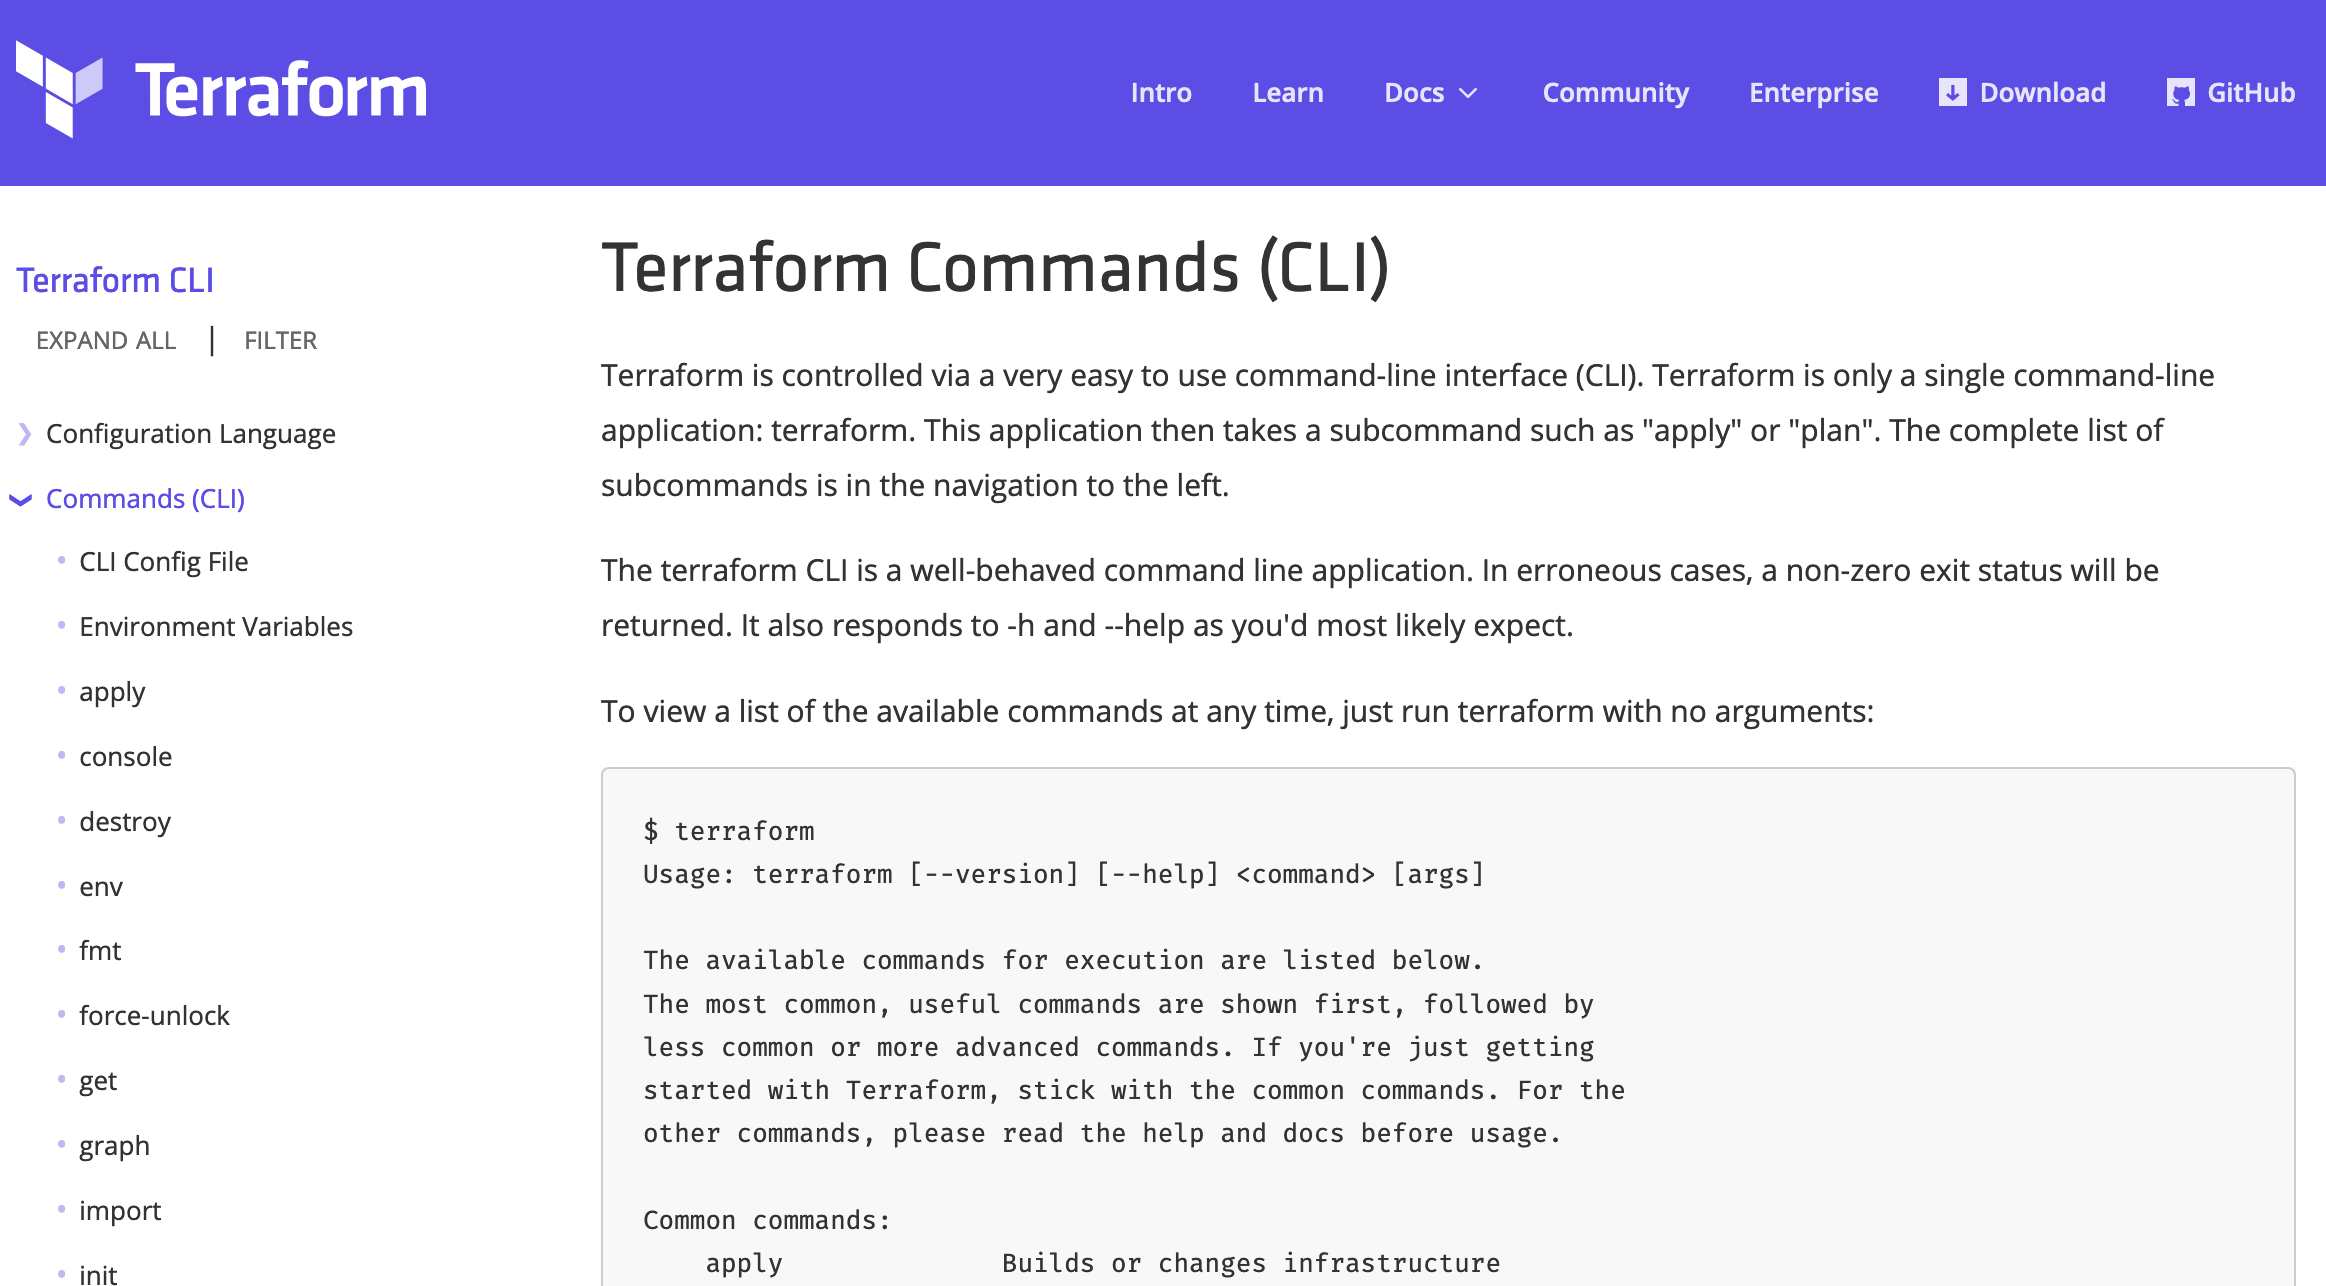 Terraform
Intro
Learn
Docs
Community
Enterprise
Download
GitHub
Terraform CLI
EXPAND ALL | FILTER
Configuration Language
Commands (CLI)
CLI Config File
Environment Variables
apply
console
destroy
env
fmt
force-unlock
get
graph
import
init
Terraform Commands (CLI)
Terraform is controlled via a very easy to use command-line interface (CLI). Terraform is only a single command-line
application: terraform. This application then takes a subcommand such as "apply" or "plan". The complete list of
subcommands is in the navigation to the left.
The terraform CLI is a well-behaved command line application. In erroneous cases, a non-zero exit status will be
returned. It also responds to -h and --help as you'd most likely expect.
To view a list of the available commands at any time, just run terraform with no arguments:
$ terraform
Usage: terraform [--version] [--help] <command> [args]
The available commands for execution are listed below.
The most common, useful commands are shown first, followed by
less common or more advanced commands. If you're just getting
started with Terraform, stick with the common commands. For the
other commands, please read the help and docs before usage.
Common commands:
apply Builds or changes infrastructure